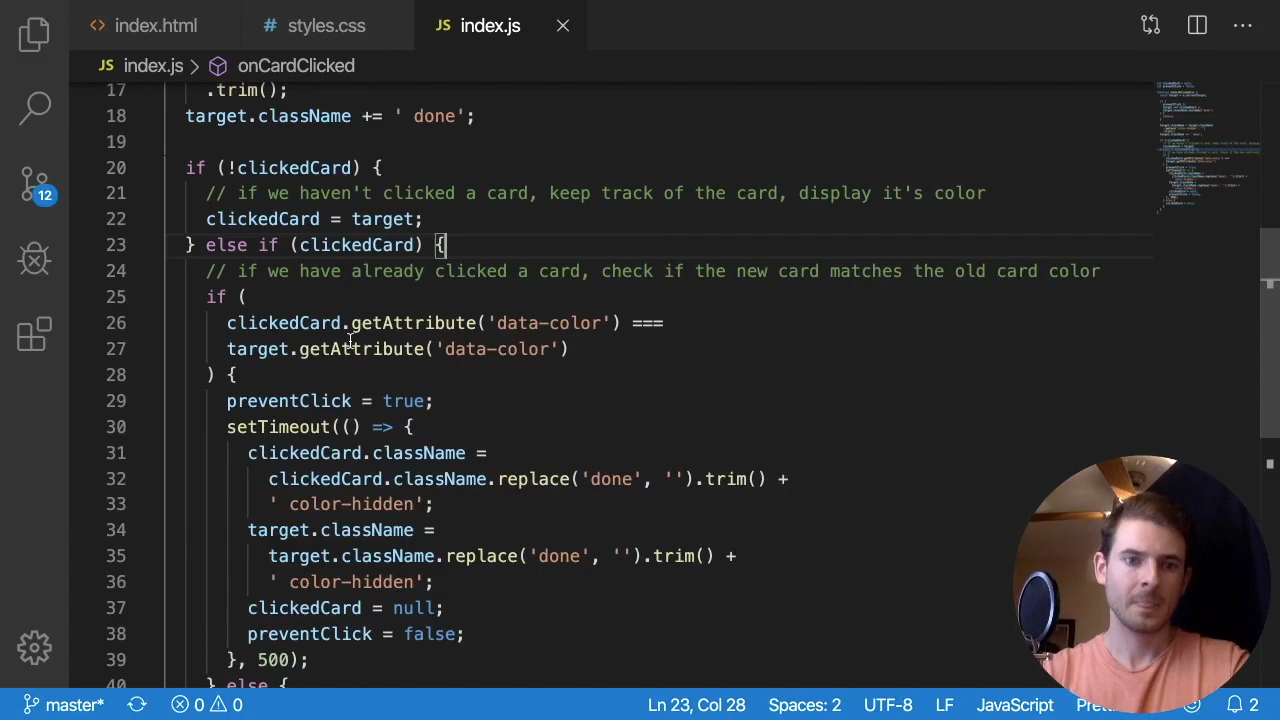 <> index.html
# styles.css
JS index.js
JS index.js > onCardClicked
17 .trim();
18 target.className += ' done';
19
20 if (!clickedCard) {
21 // if we haven't clicked a card, keep track of the card, display it's color
22 clickedCard = target;
23 } else if (clickedCard) {
24 // if we have already clicked a card, check if the new card matches the old card color
25 if (
26 clickedCard.getAttribute('data-color') ===
27 target.getAttribute('data-color')
28 ) {
29 preventClick = true;
30 setTimeout(() => {
31 clickedCard.className =
32 clickedCard.className.replace('done', '').trim() +
33 ' color-hidden';
34 target.className =
35 target.className.replace('done', '').trim() +
36 ' color-hidden';
37 clickedCard = null;
38 preventClick = false;
39 }, 500);
40 } else {
12
master* 0 0 Ln 23, Col 28 Spaces: 2 UTF-8 LF JavaScript 2